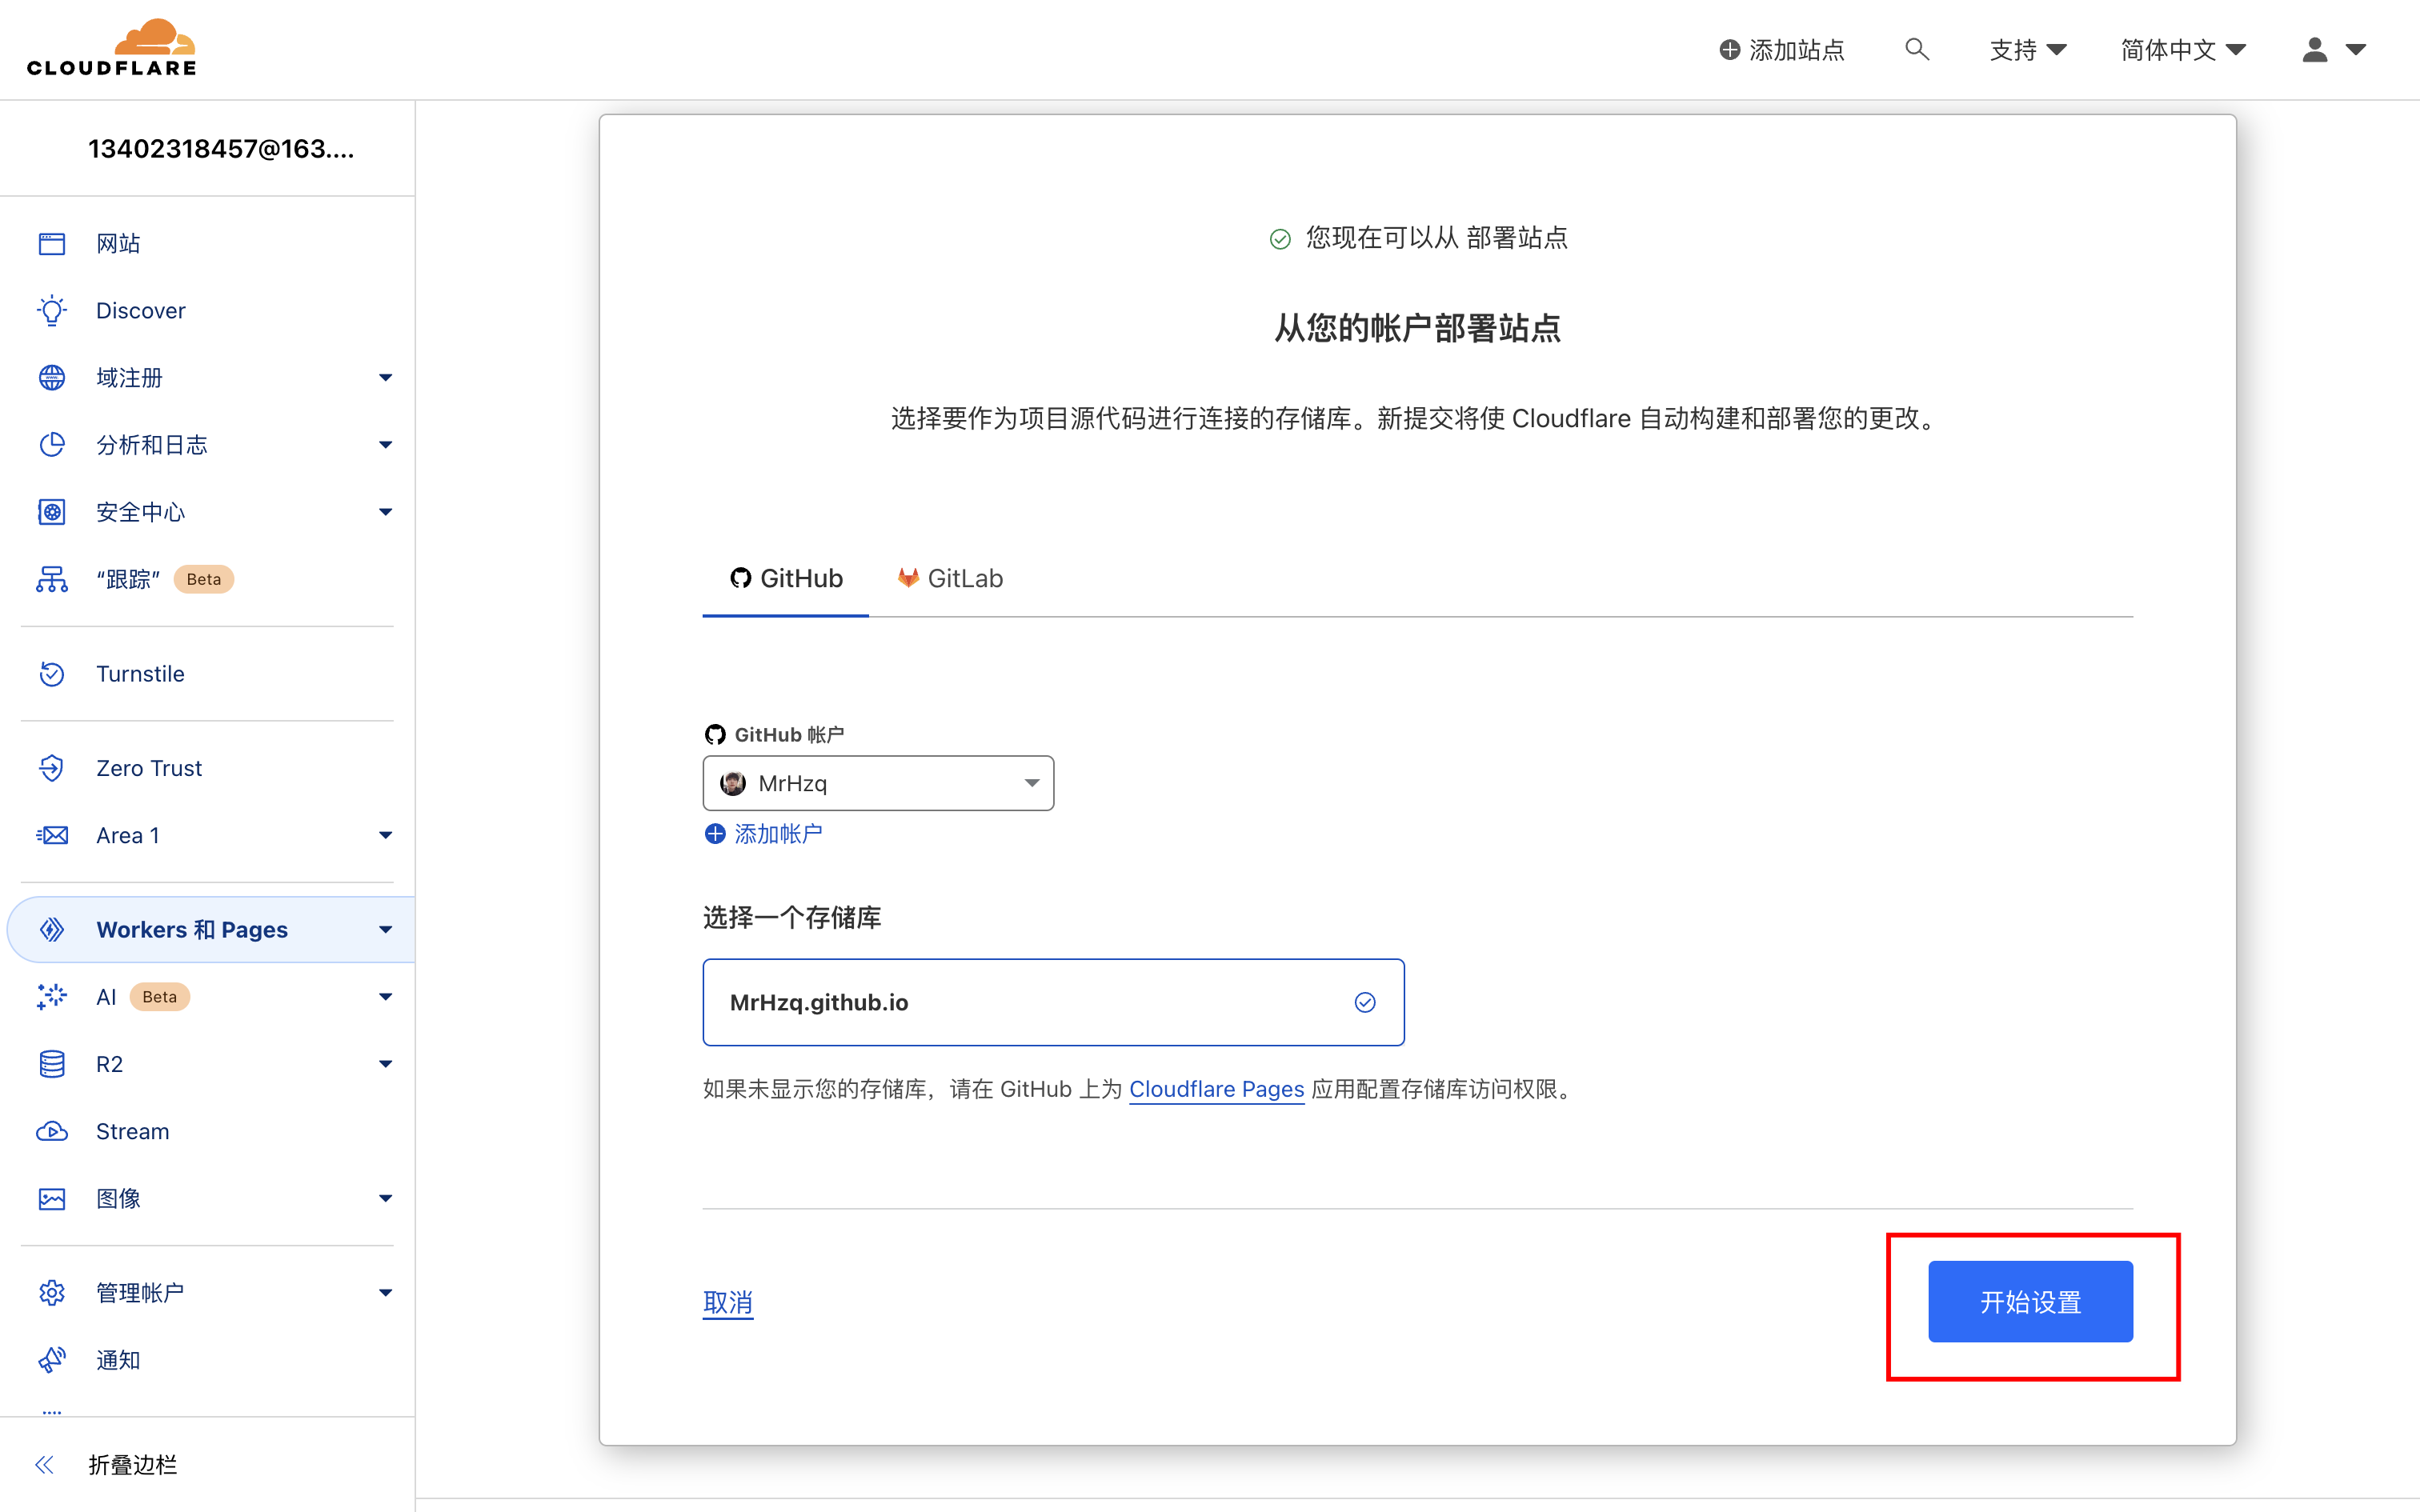 CLOUDFLARE
添加站点
支持
简体中文
13402318457@163....
网站
Discover
域注册
分析和日志
安全中心
“跟踪” Beta
Turnstile
Zero Trust
Area 1
Workers 和 Pages
AI Beta
R2
Stream
图像
管理帐户
通知
折叠边栏
您现在可以从 部署站点
从您的帐户部署站点
选择要作为项目源代码进行连接的存储库。新提交将使 Cloudflare 自动构建和部署您的更改。
GitHub
GitLab
GitHub 帐户
MrHzq
添加帐户
选择一个存储库
MrHzq.github.io
如果未显示您的存储库，请在 GitHub 上为 Cloudflare Pages 应用配置存储库访问权限。
取消
开始设置